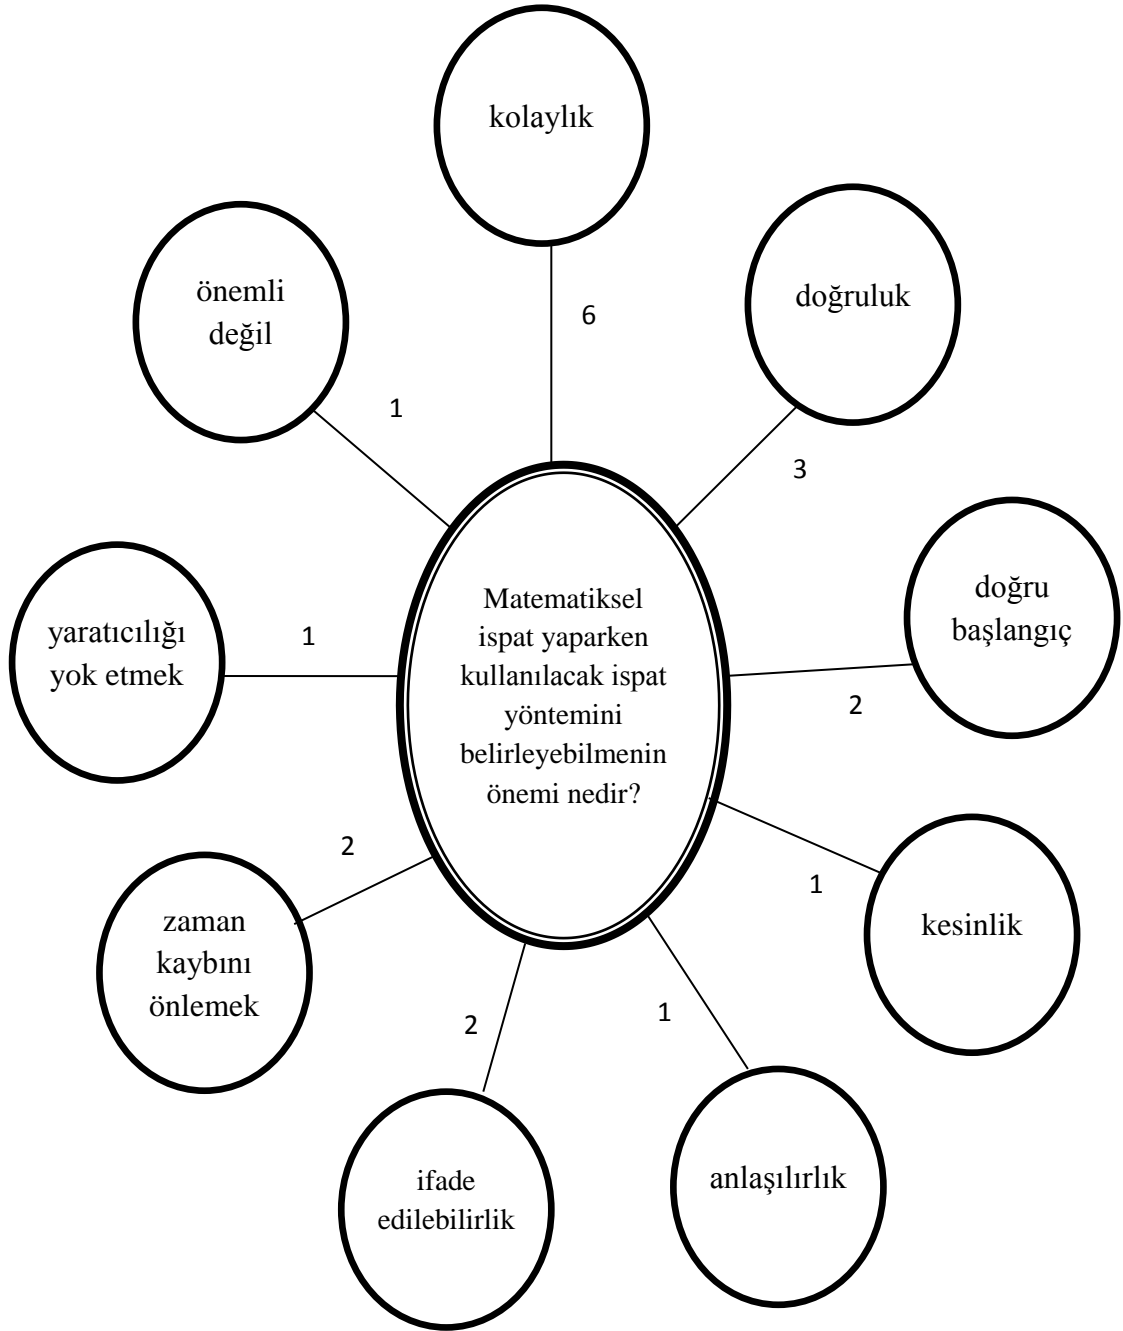 kolaylık
6
doğruluk
3
önemli
değil
1
doğru
başlangıç
2
yaratıcılığı
yok etmek
1
Matematiksel
ispat yaparken
kullanılacak ispat
yöntemini
belirleyebilmenin
önemi nedir?
kesinlik
1
zaman
kaybını
önlemek
2
anlaşılırlık
1
ifade
edilebilirlik
2